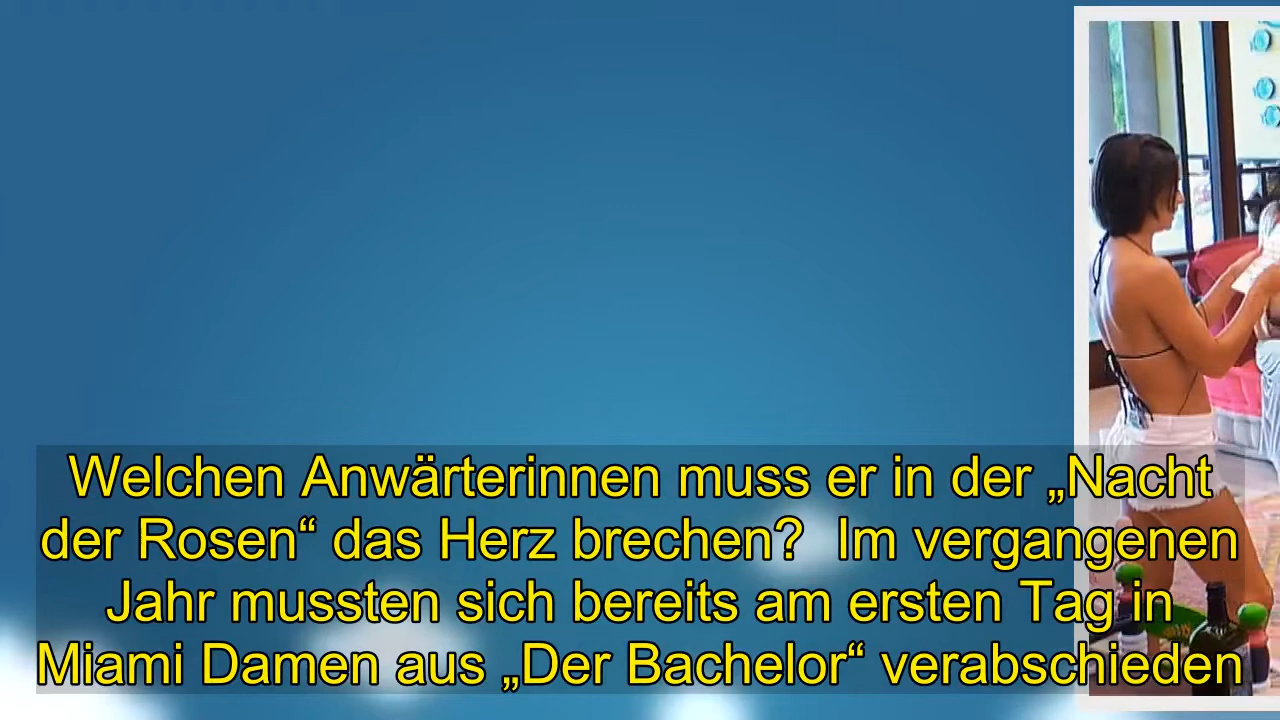 Welchen Anwärterinnen muss er in der „Nacht
der Rosen“ das Herz brechen?  Im vergangenen
Jahr mussten sich bereits am ersten Tag in
Miami Damen aus „Der Bachelor“ verabschieden